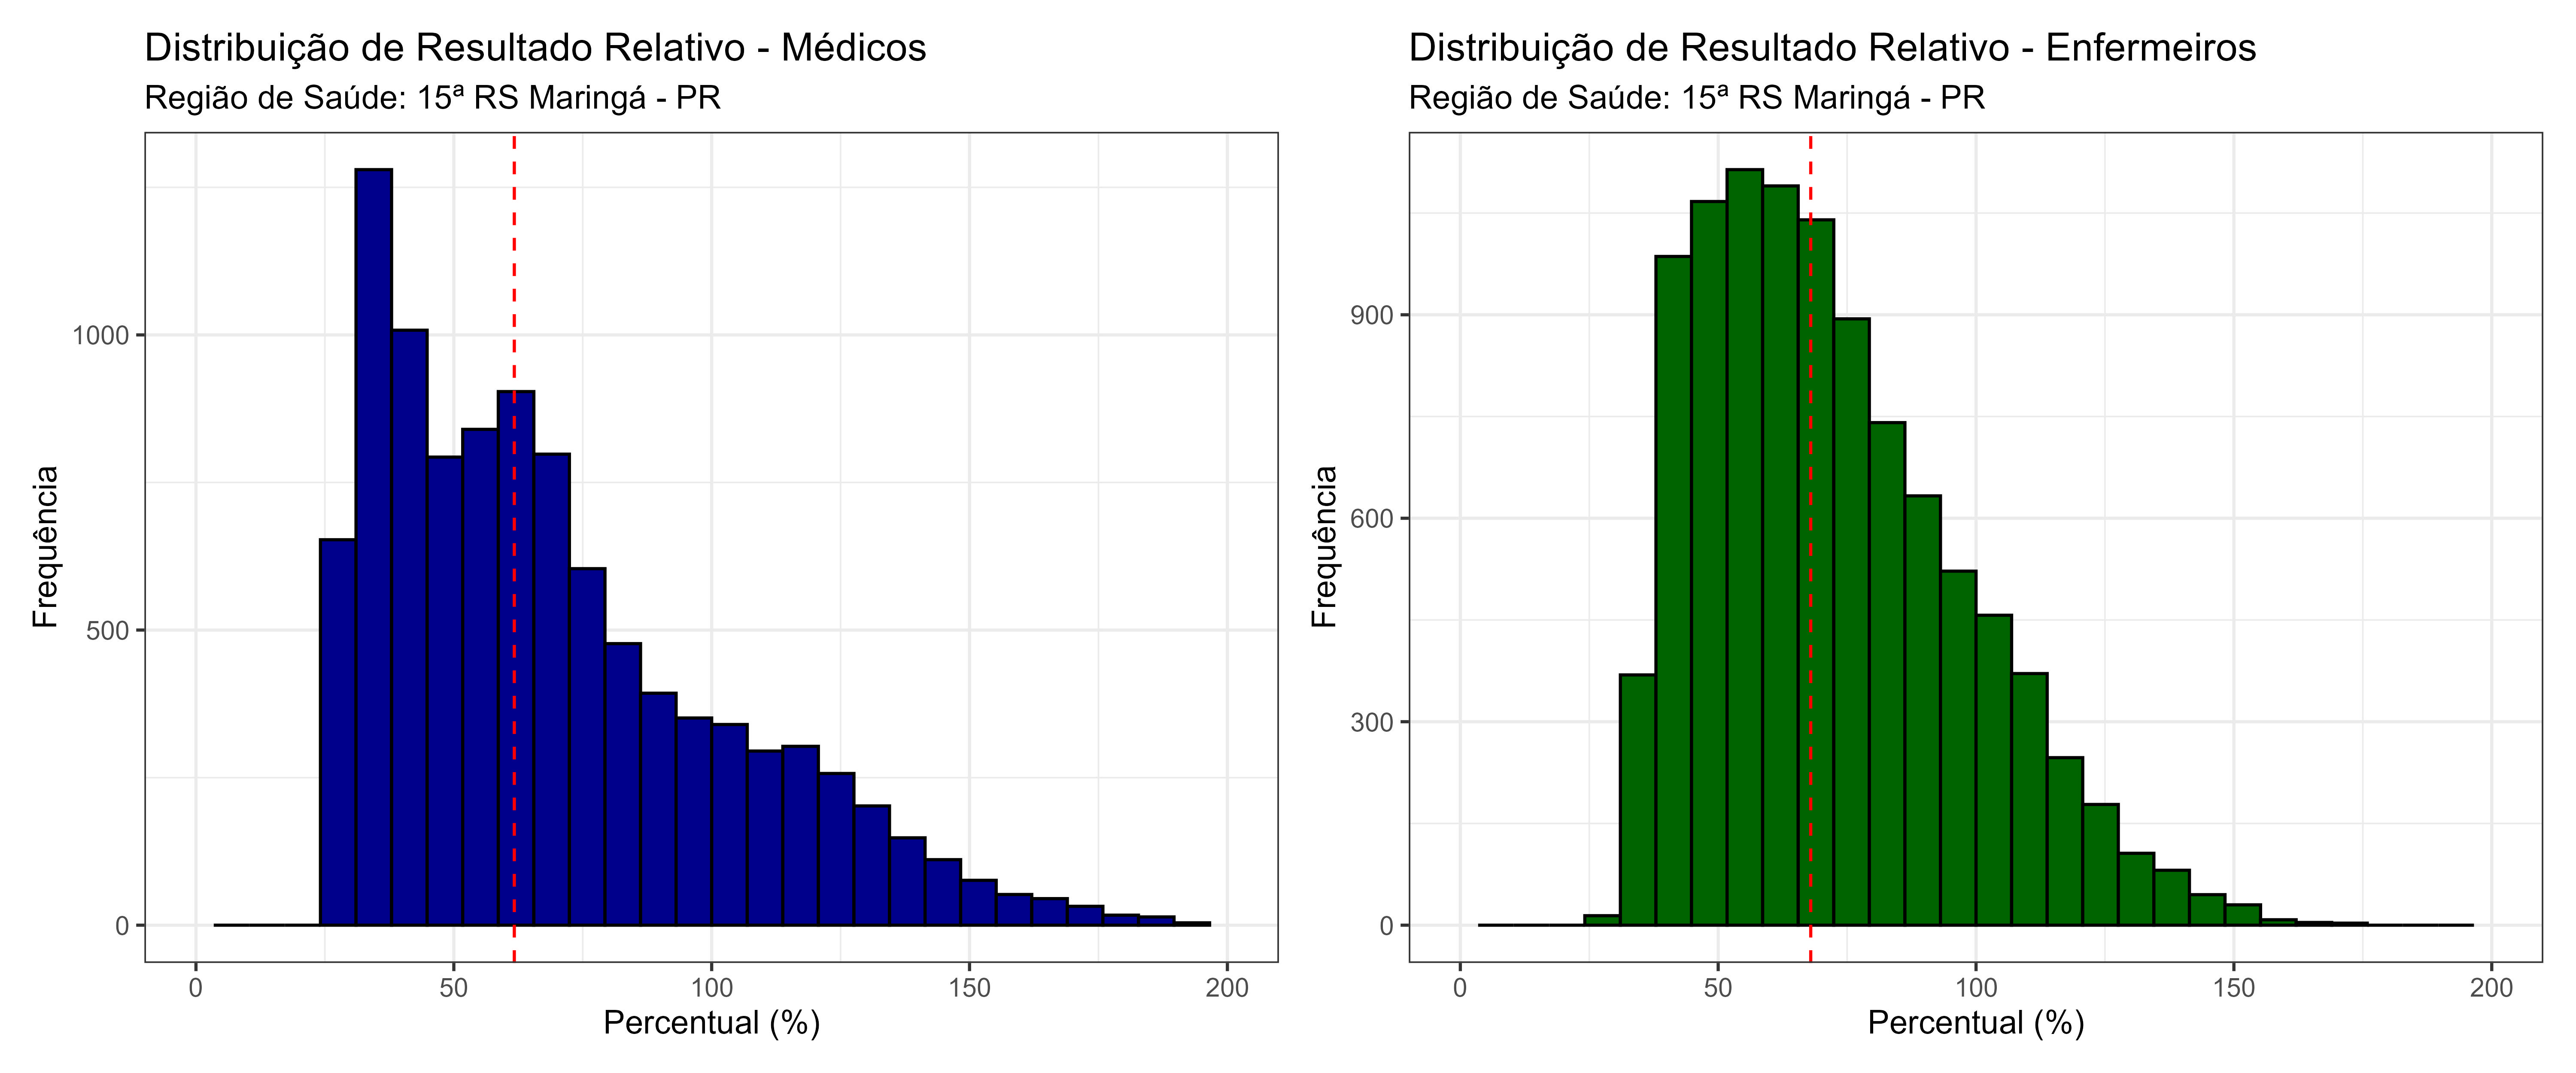 Distribuição de Resultado Relativo - Médicos
Região de Saúde: 15ª RS Maringá - PR
Frequência
1000
500
0
0 50 100 150 200
Percentual (%)
Distribuição de Resultado Relativo - Enfermeiros
Região de Saúde: 15ª RS Maringá - PR
Frequência
900
600
300
0
0 50 100 150 200
Percentual (%)